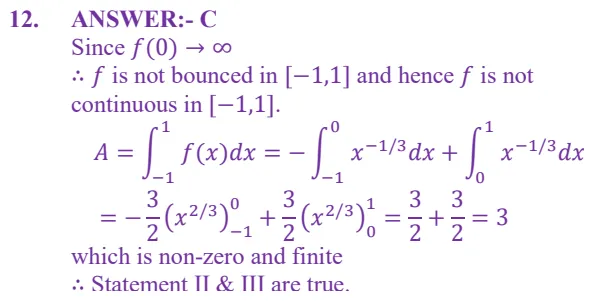 12. ANSWER:- C
Since f(0) → ∞
∴ f is not bounced in [−1,1] and hence f is not
continuous in [−1,1].
A = ∫_{−1}^{1} f(x)dx = − ∫_{−1}^{0} x^{−1/3}dx + ∫_{0}^{1} x^{−1/3}dx
= −3/2 (x^{2/3})_{−1}^{0} + 3/2 (x^{2/3})_{0}^{1} = 3/2 + 3/2 = 3
which is non-zero and finite
∴ Statement II & III are true.